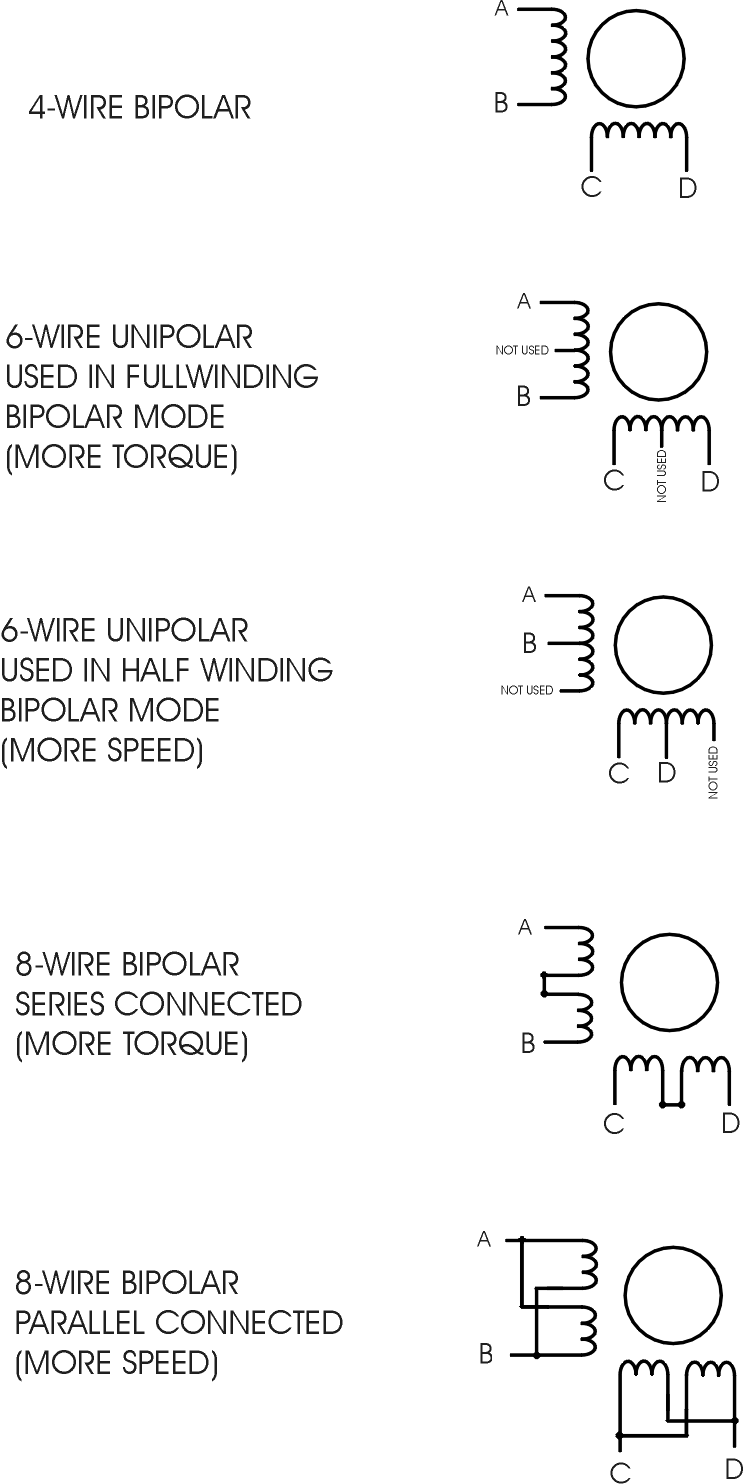 A
4-WIRE BIPOLAR
B
C D
6-WIRE UNIPOLAR
USED IN FULLWINDING
BIPOLAR MODE
(MORE TORQUE)
A
NOT USED
B
C
NOT USED
D
6-WIRE UNIPOLAR
USED IN HALF WINDING
BIPOLAR MODE
(MORE SPEED)
A
B
NOT USED
C D
NOT USED
8-WIRE BIPOLAR
SERIES CONNECTED
(MORE TORQUE)
A
B
C D
8-WIRE BIPOLAR
PARALLEL CONNECTED
(MORE SPEED)
A
B
C D